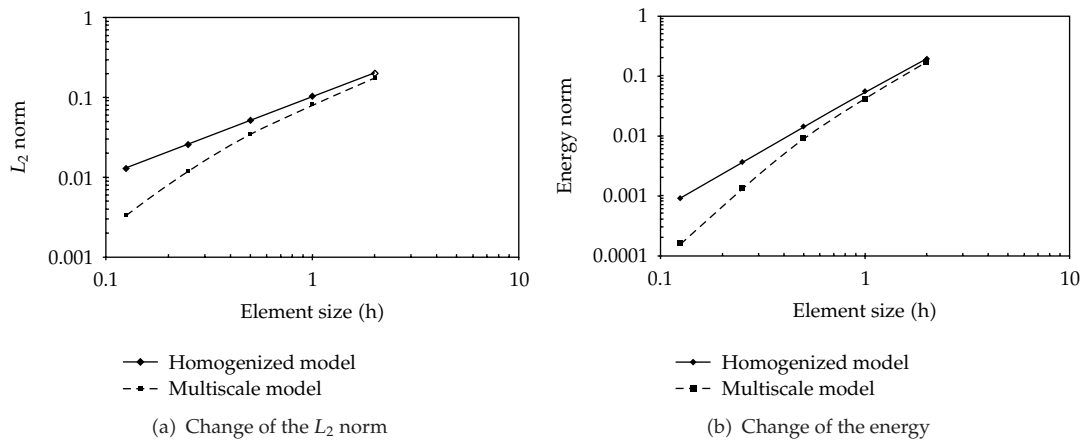 1
0.1
0.01
0.001
L2 norm
0.1
1
10
Element size (h)
Homogenized model
Multiscale model
(a) Change of the L2 norm
1
0.1
0.01
0.001
0.0001
Energy norm
0.1
1
10
Element size (h)
Homogenized model
Multiscale model
(b) Change of the energy